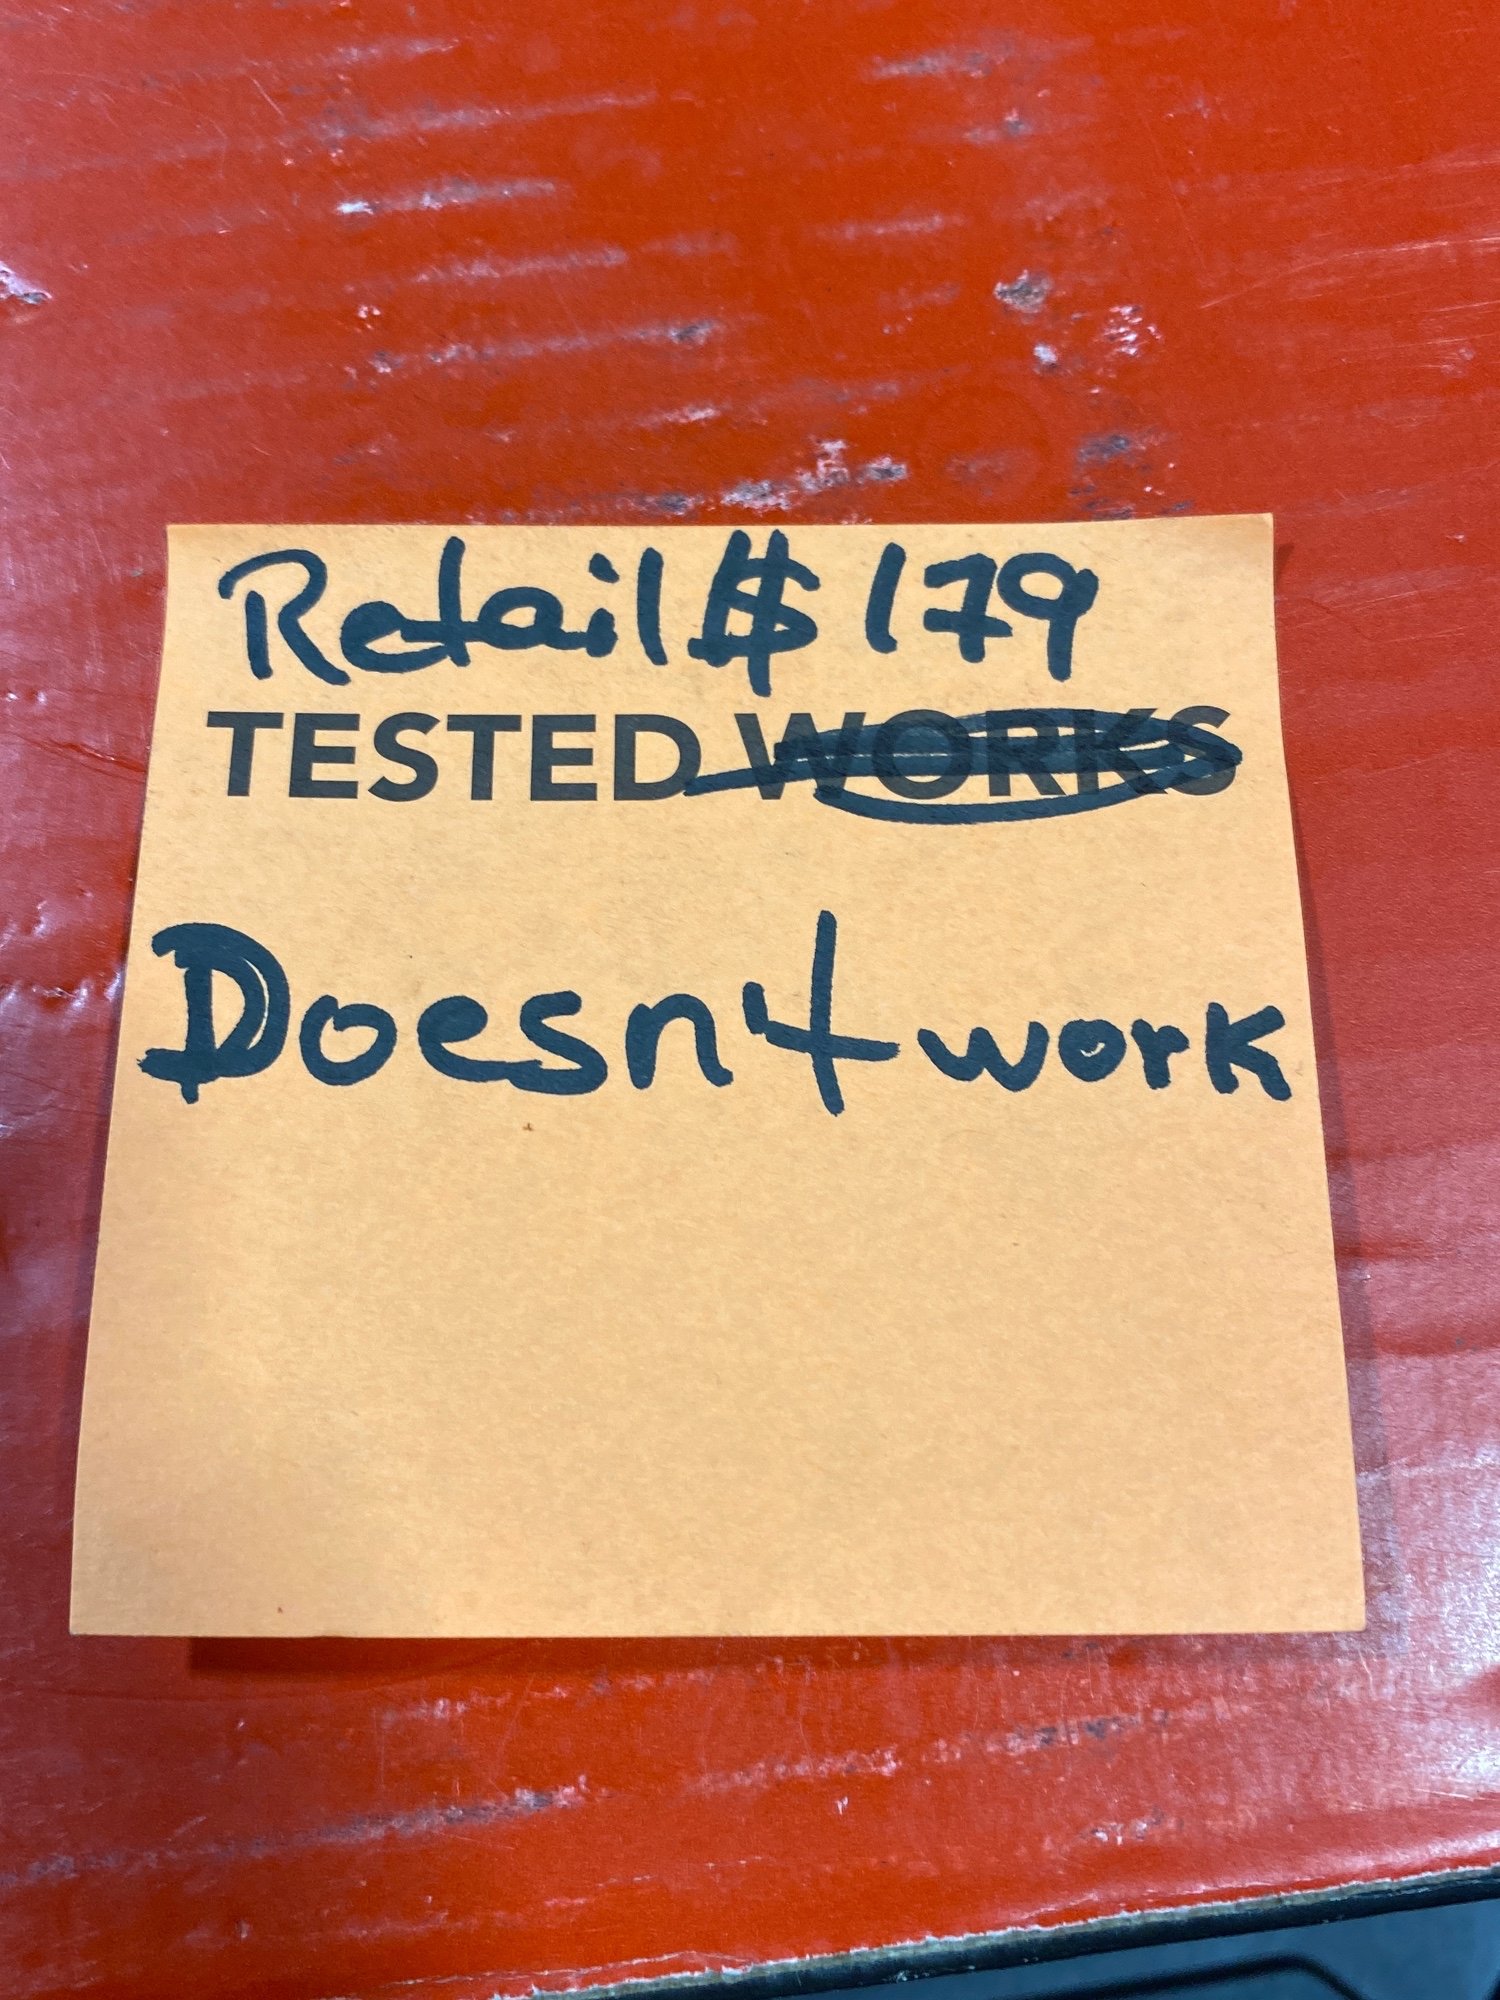 Retail $ 179
TESTED WORKS
Doesn't work